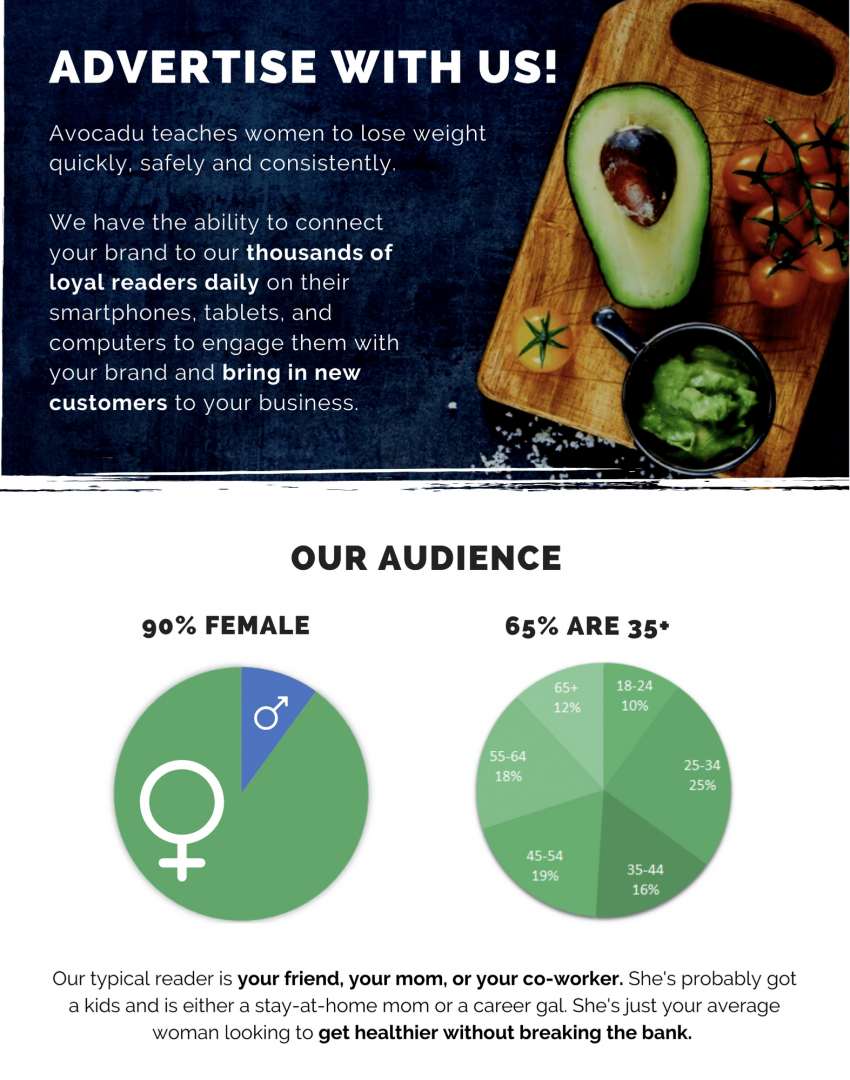 ADVERTISE WITH US!
Avocadu teaches women to lose weight
quickly, safely and consistently.
We have the ability to connect
your brand to our thousands of
loyal readers daily on their
smartphones, tablets, and
computers to engage them with
your brand and bring in new
customers to your business.
OUR AUDIENCE
90% FEMALE
65% ARE 35+
65+
12%
18-24
10%
55-64
18%
25-34
25%
45-54
19%
35-44
16%
Our typical reader is your friend, your mom, or your co-worker. She's probably got
a kids and is either a stay-at-home mom or a career gal. She's just your average
woman looking to get healthier without breaking the bank.